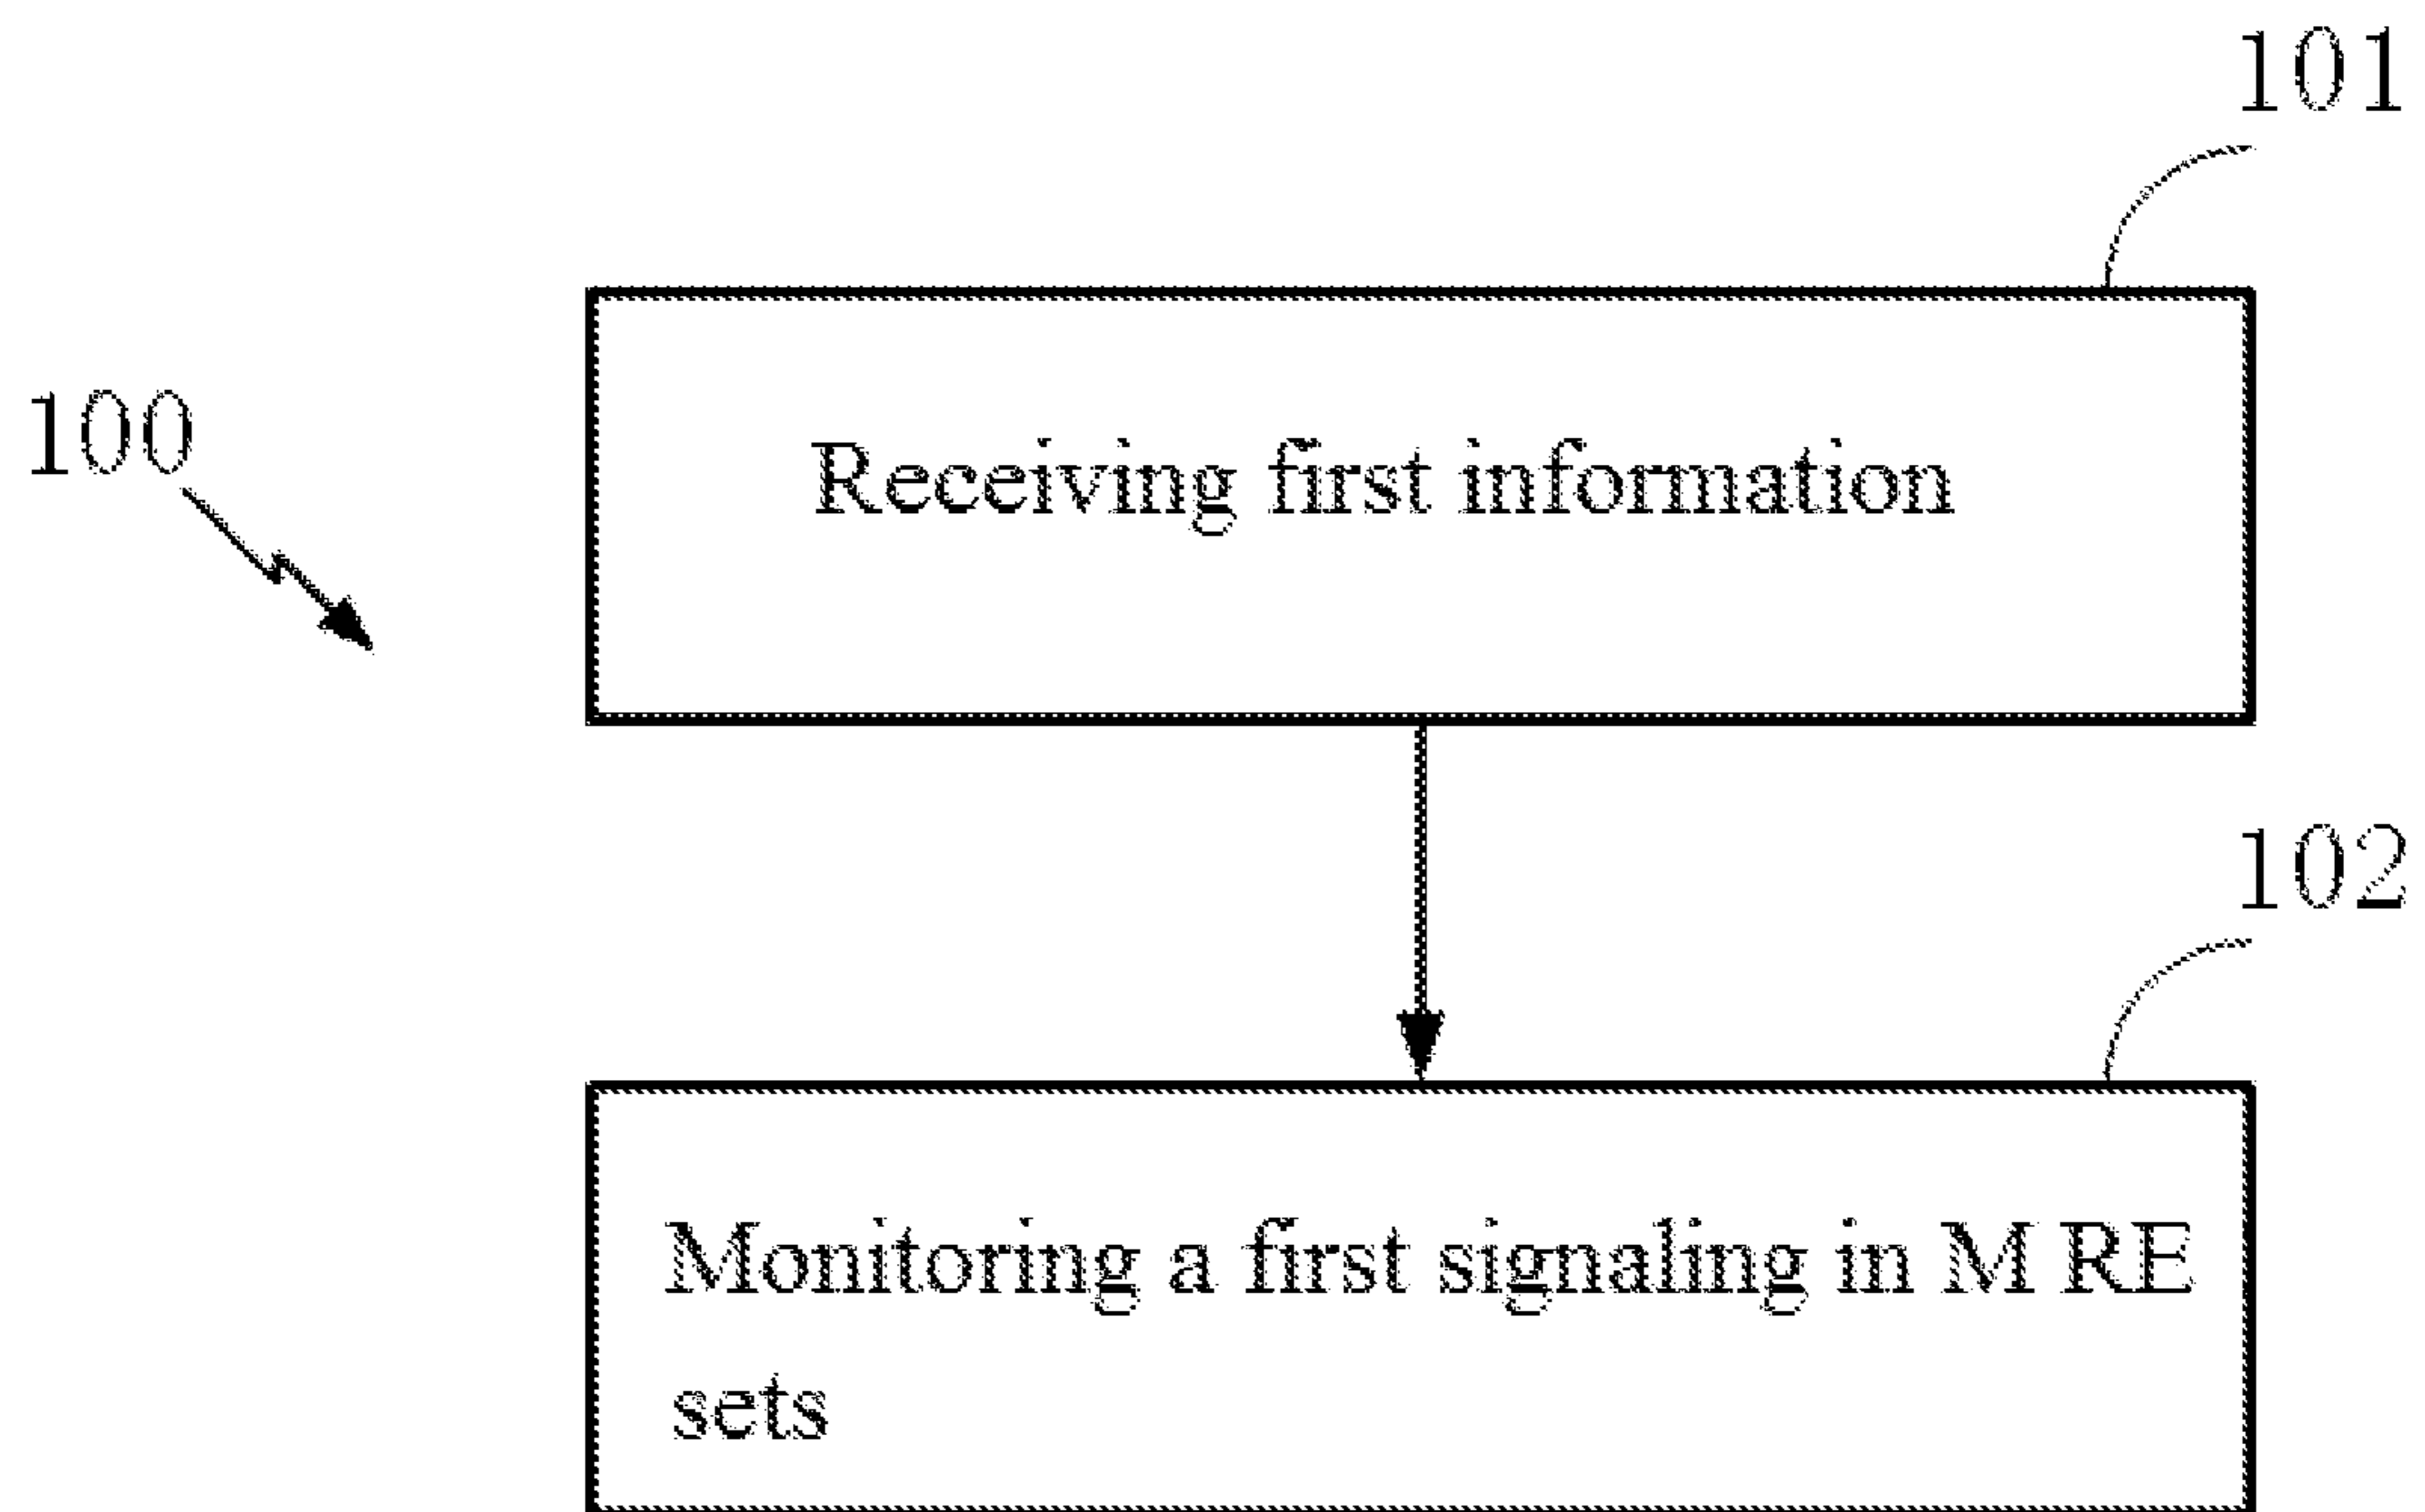 101
100
Receiving first information
102
Monitoring a first signaling in M RE
sets